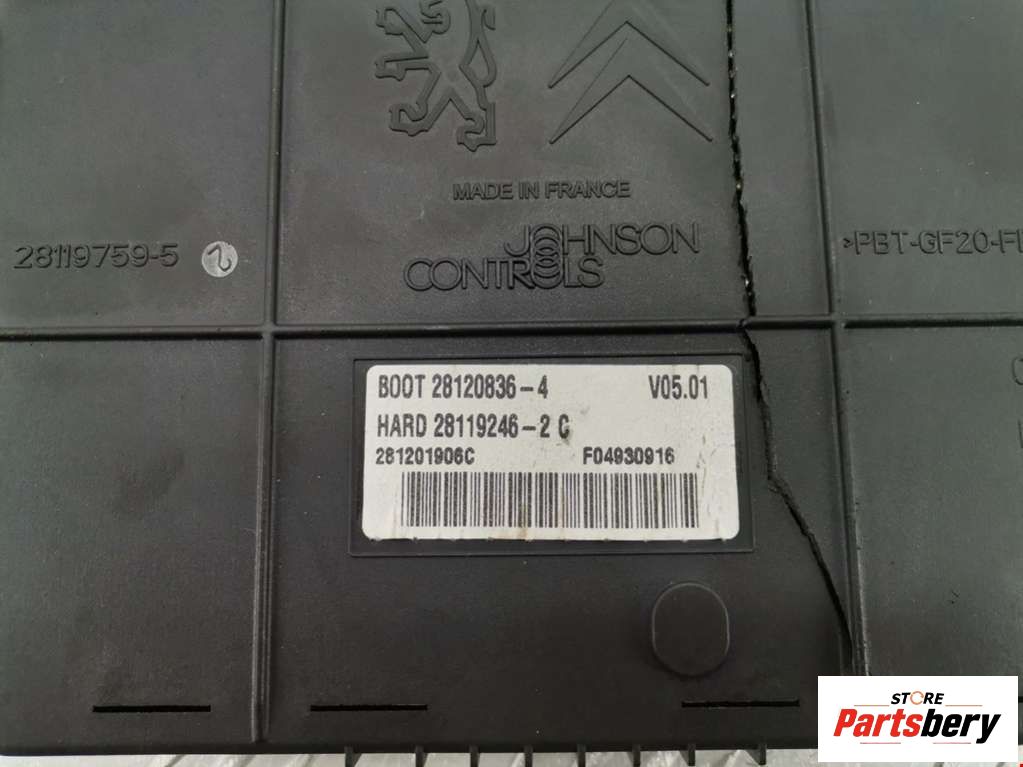 MADE IN FRANCE
JOHNSON
CONTROLS
28119759-5 2
>PBT-GF20-F
BOOT 28120836-4 V05.01
HARD 28119246-2 C
281201906C F04930916
STORE
Partsbery